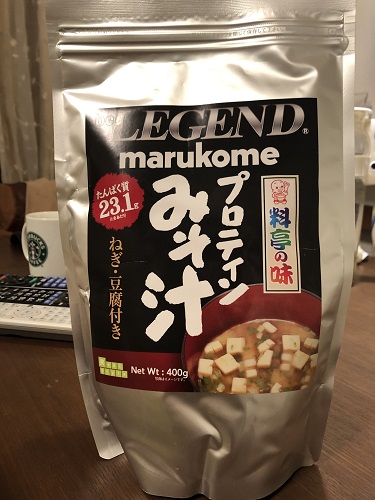 LEGEND®
marukome
たんぱく質
23.1g
プロテイン
みそ汁
ねぎ・豆腐付き
料亭の味
Net Wt : 400g